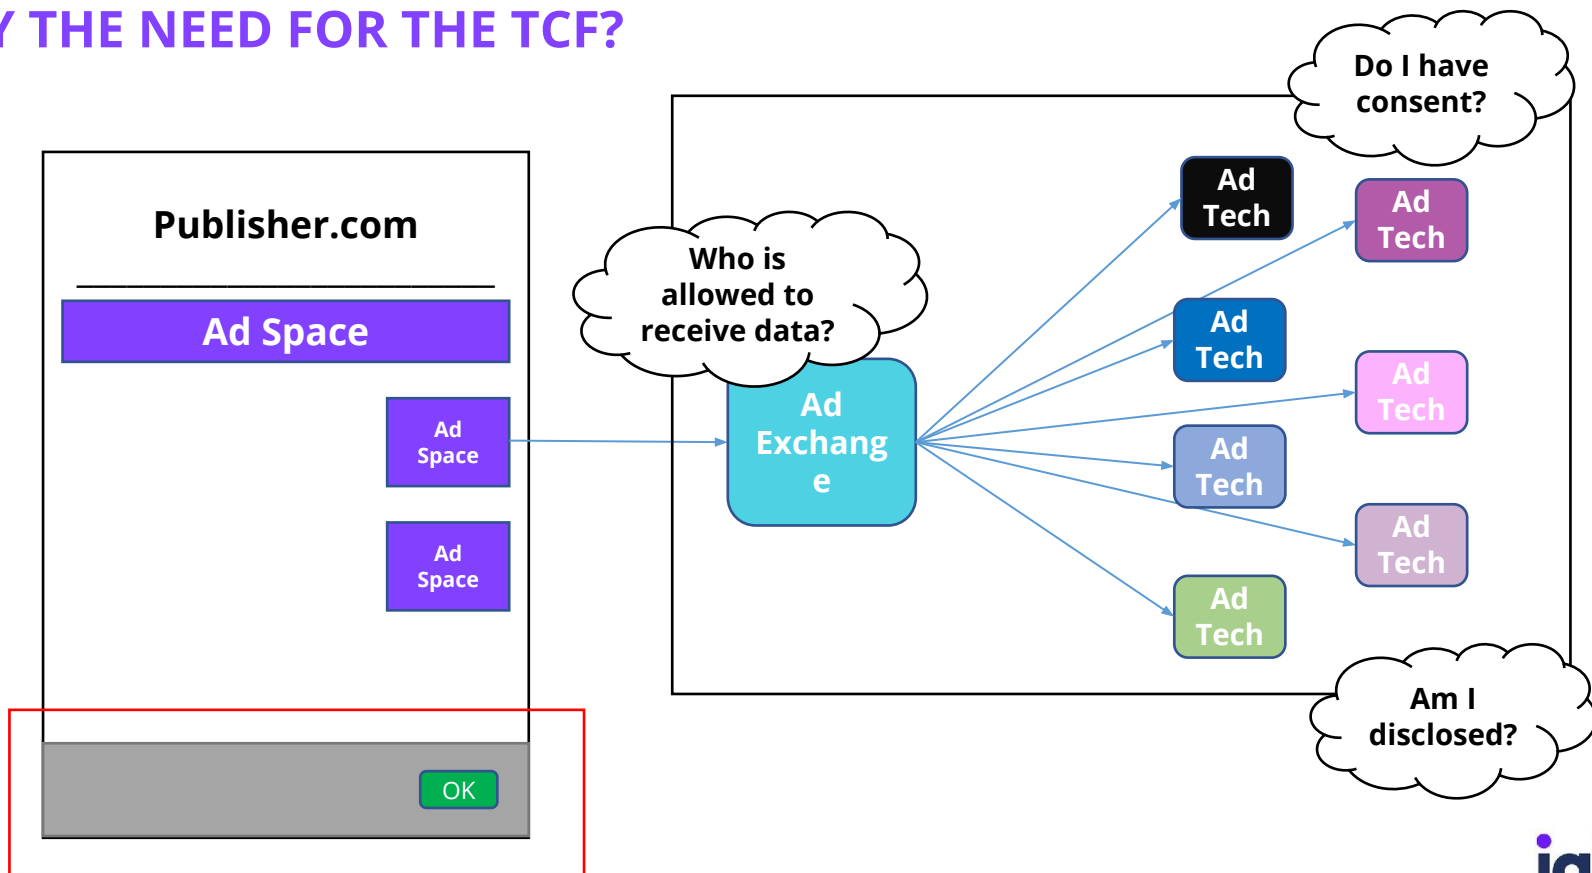 Y THE NEED FOR THE TCF?
Do I have
consent?
Publisher.com
Who is
allowed to
receive data?
Ad Space
Ad
Space
Ad
Space
OK
Ad
Exchang
e
Ad
Tech
Ad
Tech
Ad
Tech
Ad
Tech
Ad
Tech
Ad
Tech
Ad
Tech
Am I
disclosed?